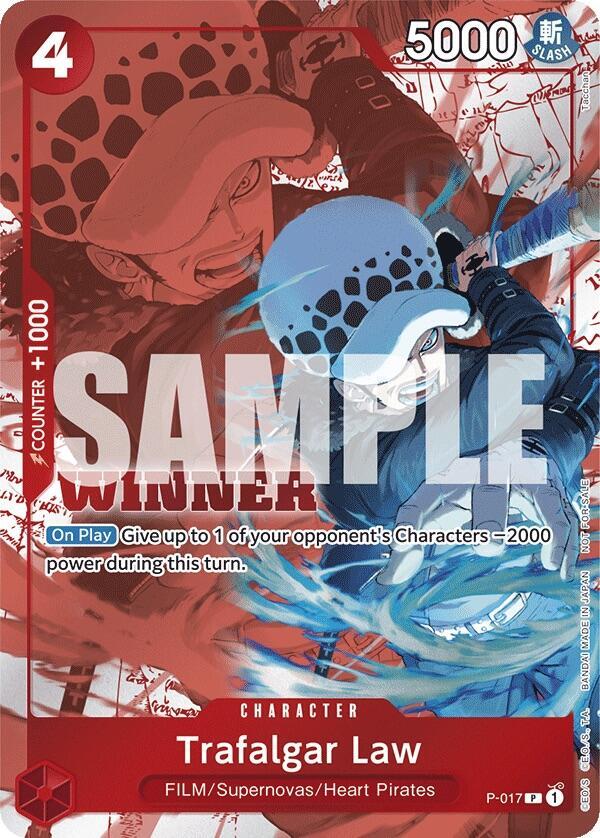 4
5000
斬
SLASH
Tacchan
COUNTER +1000
SAMPLE
WINNER
On Play Give up to 1 of your opponent's Characters −2000
power during this turn.
©E.O/S ©E.O./S., T.A. BANDAI MADE IN JAPAN NOT FOR SALE
CHARACTER
Trafalgar Law
FILM/Supernovas/Heart Pirates
P-017 P 1